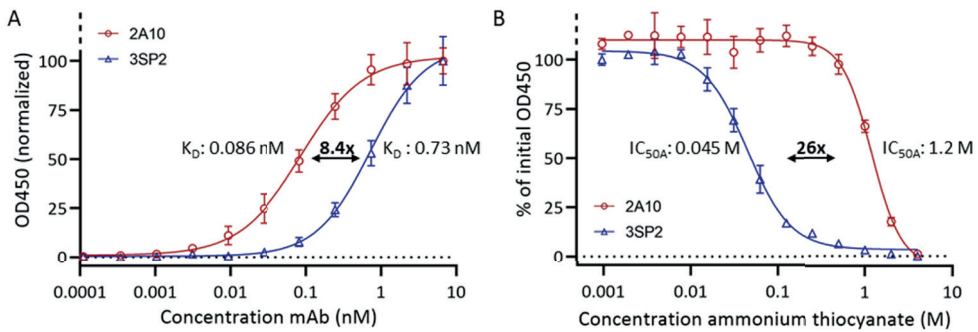 A
2A10
3SP2
OD450 (normalized)
100
75
50
25
0
K_D: 0.086 nM
8.4x
K_D : 0.73 nM
0.0001
0.001
0.01
0.1
1
10
Concentration mAb (nM)
B
% of initial OD450
100
75
50
25
0
IC_50A: 0.045 M
26x
IC_50A: 1.2 M
2A10
3SP2
0.001
0.01
0.1
1
10
Concentration ammonium thiocyanate (M)